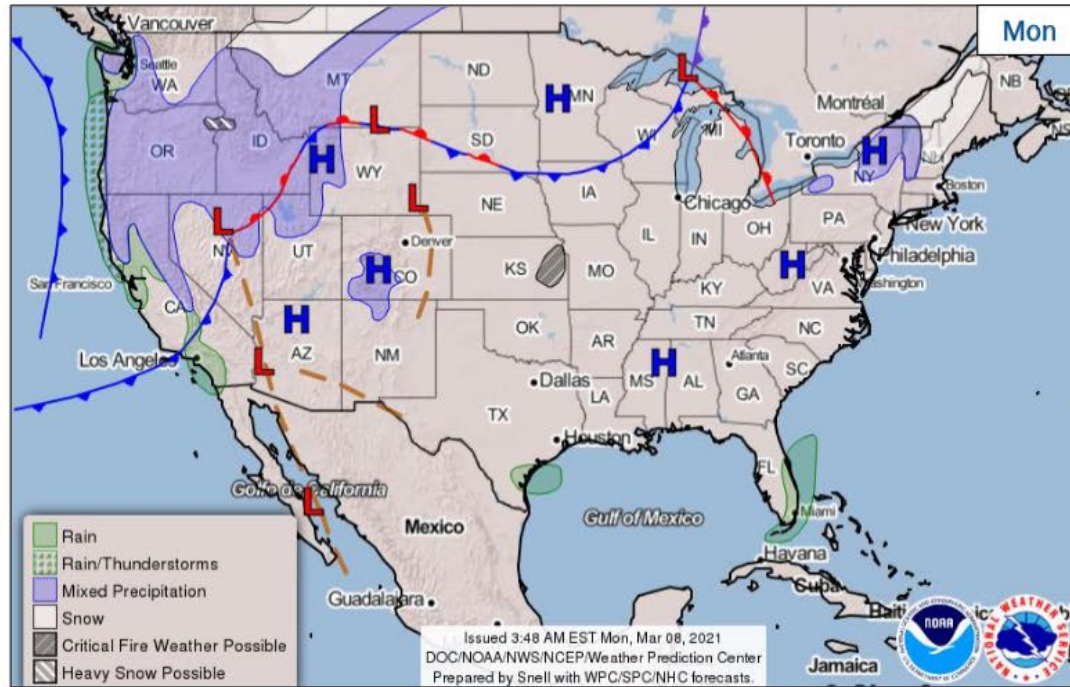 Mon
Vancouver
Seattle
WA
MT
ND
MN
NB
Montréal
OR
ID
SD
WI
MI
Toronto
NH
WY
NY
Boston
IA
Chicago
NE
PA
New York
NV
UT
Denver
IL
IN
OH
Philadelphia
CO
KS
MO
San Francisco
CA
KY
VA
Washington
Los Angeles
AZ
NM
OK
AR
TN
NC
Atlanta
SC
Dallas
MS
AL
GA
TX
LA
Houston
FL
Golfo de California
Mexico
Gulf of Mexico
Miami
Havana
Cuba
Guadalajara
Jamaica
H
H
H
H
H
H
H
L
L
L
L
L
L
Rain
Rain/Thunderstorms
Mixed Precipitation
Snow
Critical Fire Weather Possible
Heavy Snow Possible
Issued 3:48 AM EST Mon, Mar 08, 2021
DOC/NOAA/NWS/NCEP/Weather Prediction Center
Prepared by Snell with WPC/SPC/NHC forecasts.
NOAA
NATIONAL WEATHER SERVICE